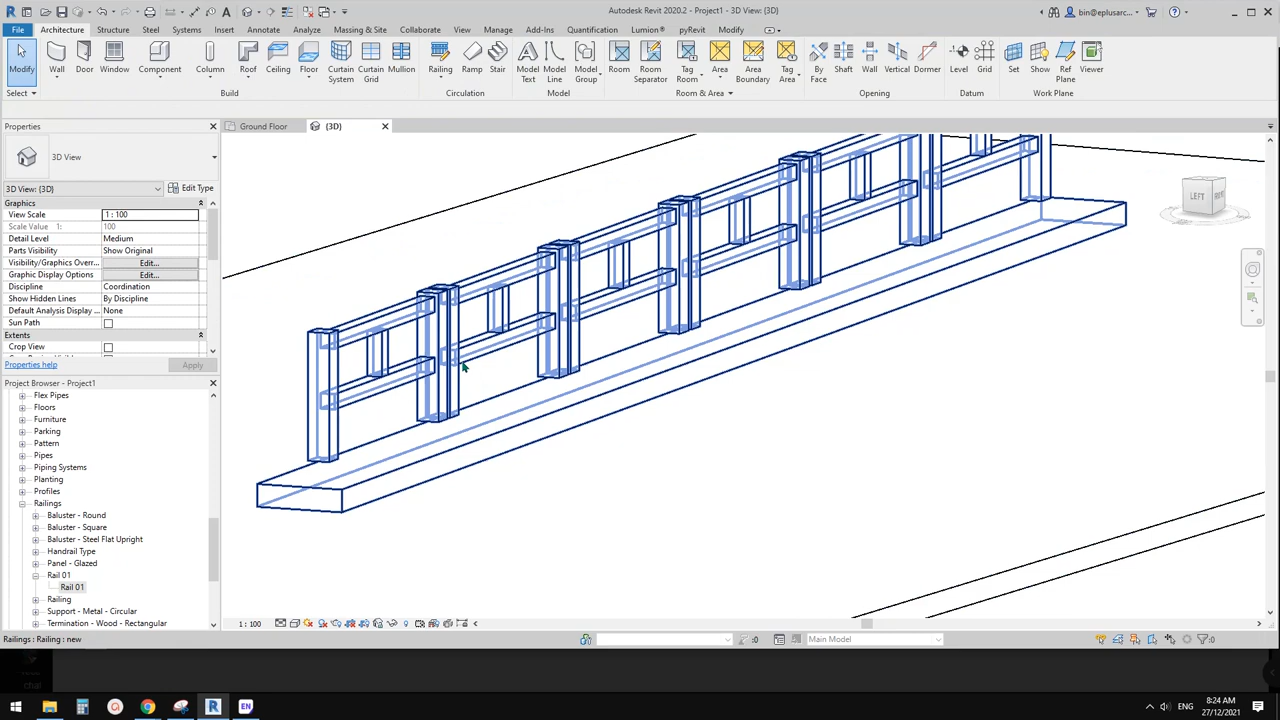 Autodesk Revit 2020.2 - Project1 - 3D View: {3D}
bin@eplusarc...
File
Architecture
Structure
Steel
Systems
Insert
Annotate
Analyze
Massing & Site
Collaborate
View
Manage
Add-Ins
Quantification
Lumion®
pyRevit
Modify
Modify
Wall
Door
Window
Component
Column
Roof
Ceiling
Floor
Curtain System
Curtain Grid
Mullion
Railing
Ramp
Stair
Model Text
Model Line
Model Group
Room
Room Separator
Tag Room
Area
Area Boundary
Tag Area
By Face
Shaft
Wall
Vertical
Dormer
Level
Grid
Set
Show
Ref Plane
Viewer
Select
Build
Circulation
Model
Room & Area
Opening
Datum
Work Plane
Properties
Ground Floor
{3D}
3D View
3D View: {3D}
Edit Type
Graphics
View Scale
1 : 100
Scale Value 1:
100
Detail Level
Medium
Parts Visibility
Show Original
Visibility/Graphics Overr...
Edit...
Graphic Display Options
Edit...
Discipline
Coordination
Show Hidden Lines
By Discipline
Default Analysis Display ...
None
Sun Path
Extents
Crop View
Properties help
Apply
Project Browser - Project1
Flex Pipes
Floors
Furniture
Parking
Pattern
Pipes
Piping Systems
Planting
Profiles
Railings
Baluster - Round
Baluster - Square
Baluster - Steel Flat Upright
Handrail Type
Panel - Glazed
Rail 01
Rail 01
Railing
Support - Metal - Circular
Termination - Wood - Rectangular
LEFT
1 : 100
Railings : Railing : new
:0
Main Model
:0
ENG
8:24 AM
27/12/2021
EN